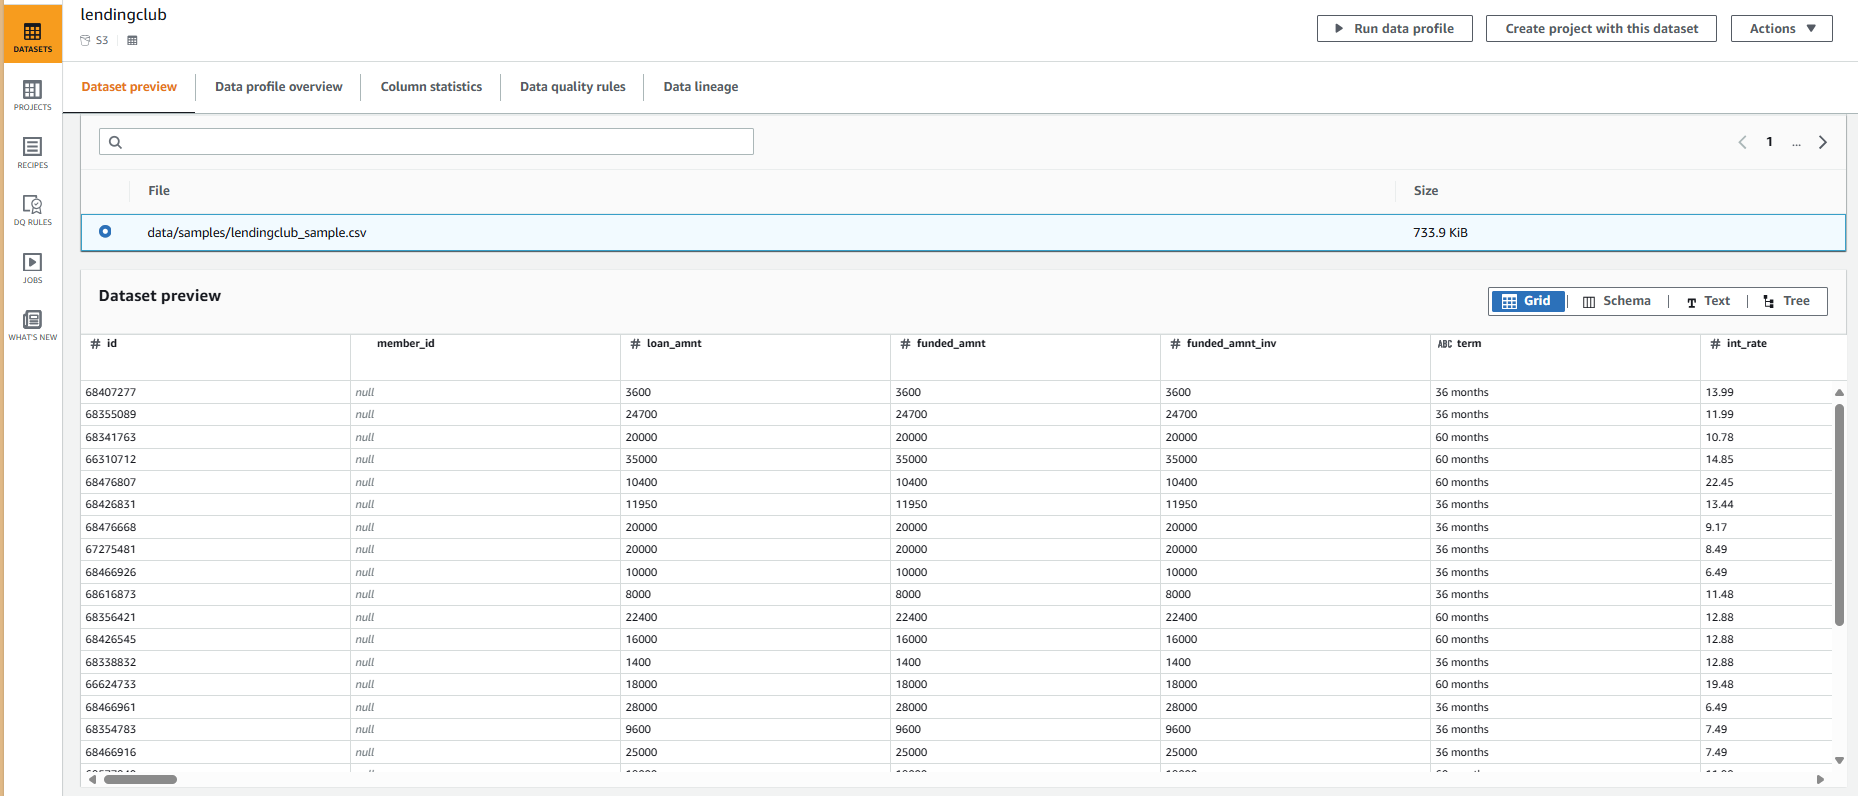 lendingclub
S3
Run data profile
Create project with this dataset
Actions
DATASETS
PROJECTS
RECIPES
DQ RULES
JOBS
WHAT'S NEW
Dataset preview
Data profile overview
Column statistics
Data quality rules
Data lineage
1 ...
File Size
data/samples/lendingclub_sample.csv 733.9 KiB
Dataset preview
Grid Schema Text Tree
# id member_id # loan_amnt # funded_amnt # funded_amnt_inv ABC term # int_rate
68407277 null 3600 3600 3600 36 months 13.99
68355089 null 24700 24700 24700 36 months 11.99
68341763 null 20000 20000 20000 60 months 10.78
66310712 null 35000 35000 35000 60 months 14.85
68476807 null 10400 10400 10400 60 months 22.45
68426831 null 11950 11950 11950 36 months 13.44
68476668 null 20000 20000 20000 36 months 9.17
67275481 null 20000 20000 20000 36 months 8.49
68466926 null 10000 10000 10000 36 months 6.49
68616873 null 8000 8000 8000 36 months 11.48
68356421 null 22400 22400 22400 60 months 12.88
68426545 null 16000 16000 16000 60 months 12.88
68338832 null 1400 1400 1400 36 months 12.88
66624733 null 18000 18000 18000 60 months 19.48
68466961 null 28000 28000 28000 36 months 6.49
68354783 null 9600 9600 9600 36 months 7.49
68466916 null 25000 25000 25000 36 months 7.49